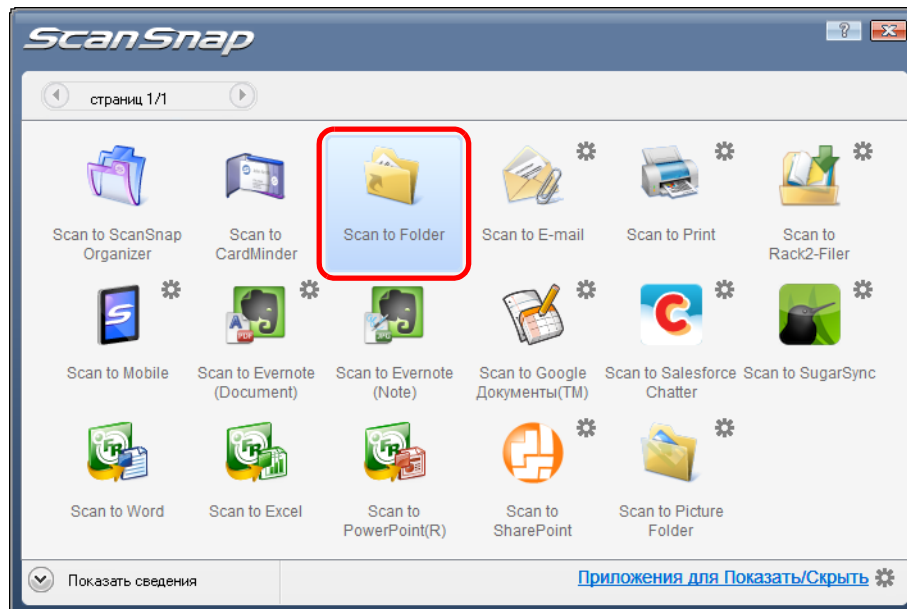 ScanSnap
страниц 1/1
Scan to ScanSnap
Organizer
Scan to
CardMinder
Scan to Folder
Scan to E-mail
Scan to Print
Scan to
Rack2-Filer
Scan to Mobile
Scan to Evernote
(Document)
Scan to Evernote
(Note)
Scan to Google
Документы(TM)
Scan to Salesforce
Chatter
Scan to SugarSync
Scan to Word
Scan to Excel
Scan to
PowerPoint(R)
Scan to
SharePoint
Scan to Picture
Folder
Показать сведения
Приложения для Показать/Скрыть